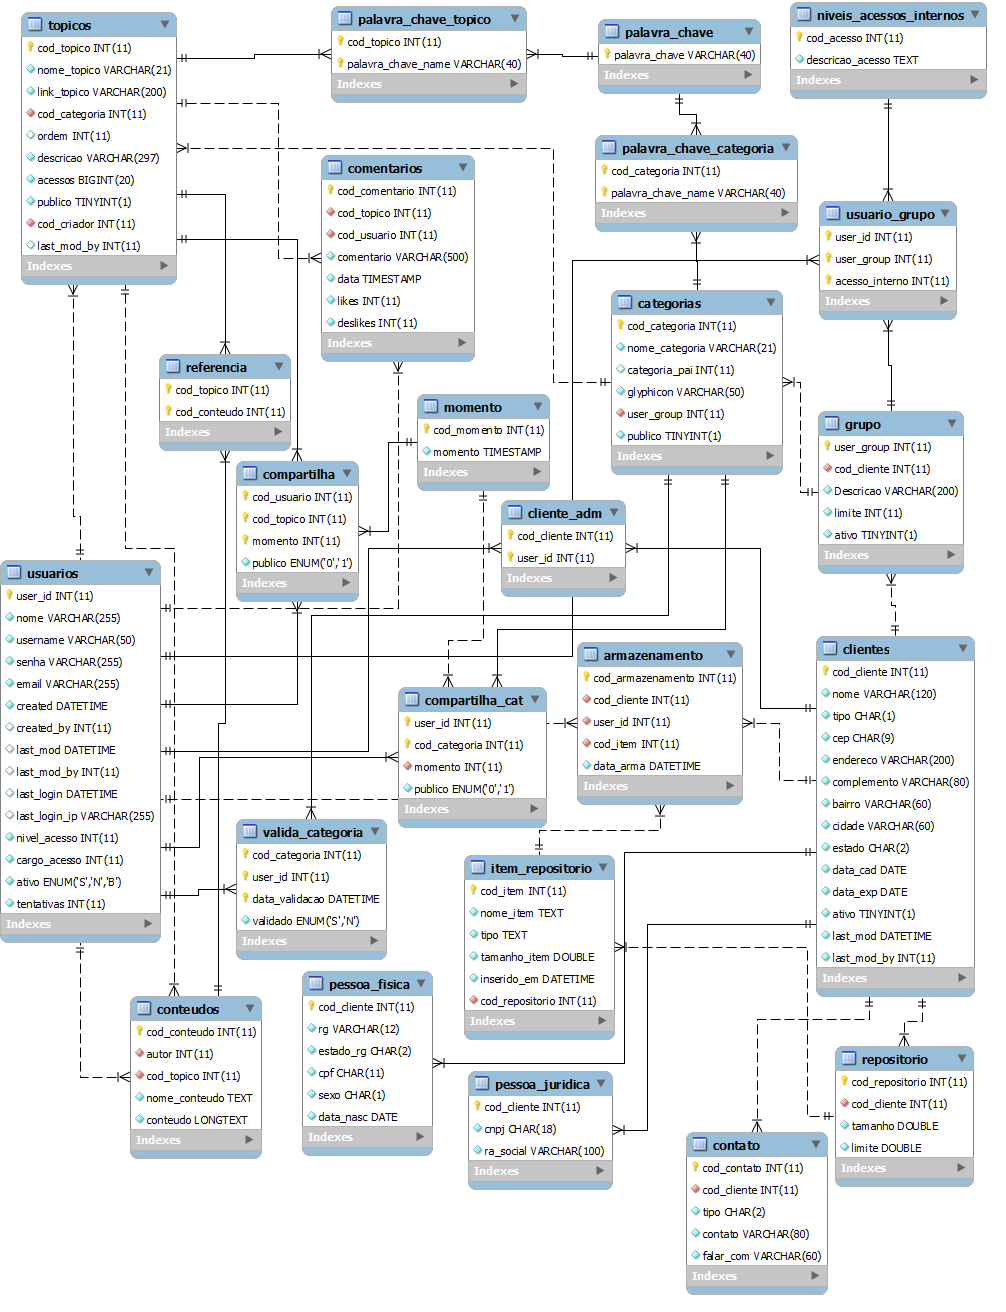 topicos
cod_topico INT(11)
nome_topico VARCHAR(21)
link_topico VARCHAR(200)
cod_categoria INT(11)
ordem INT(11)
descricao VARCHAR(297)
acessos BIGINT(20)
publico TINYINT(1)
cod_criador INT(11)
last_mod_by INT(11)
Indexes
palavra_chave_topico
cod_topico INT(11)
palavra_chave_name VARCHAR(40)
Indexes
palavra_chave
palavra_chave VARCHAR(40)
Indexes
niveis_acessos_internos
cod_acesso INT(11)
descricao_acesso TEXT
Indexes
comentarios
cod_comentario INT(11)
cod_topico INT(11)
cod_usuario INT(11)
comentario VARCHAR(500)
data TIMESTAMP
likes INT(11)
deslikes INT(11)
Indexes
palavra_chave_categoria
cod_categoria INT(11)
palavra_chave_name VARCHAR(40)
Indexes
usuario_grupo
user_id INT(11)
user_group INT(11)
acesso_interno INT(11)
Indexes
categorias
cod_categoria INT(11)
nome_categoria VARCHAR(21)
categoria_pai INT(11)
glyphicon VARCHAR(50)
user_group INT(11)
publico TINYINT(1)
Indexes
referencia
cod_topico INT(11)
cod_conteudo INT(11)
Indexes
momento
cod_momento INT(11)
momento TIMESTAMP
Indexes
grupo
user_group INT(11)
cod_cliente INT(11)
Descricao VARCHAR(200)
limite INT(11)
ativo TINYINT(1)
Indexes
compartilha
cod_usuario INT(11)
cod_topico INT(11)
momento INT(11)
publico ENUM('0','1')
Indexes
cliente_adm
cod_cliente INT(11)
user_id INT(11)
Indexes
usuarios
user_id INT(11)
nome VARCHAR(255)
username VARCHAR(50)
senha VARCHAR(255)
email VARCHAR(255)
created DATETIME
created_by INT(11)
last_mod DATETIME
last_mod_by INT(11)
last_login DATETIME
last_login_ip VARCHAR(255)
nivel_acesso INT(11)
cargo_acesso INT(11)
ativo ENUM('S','N','B')
tentativas INT(11)
Indexes
clientes
cod_cliente INT(11)
nome VARCHAR(120)
tipo CHAR(1)
cep CHAR(9)
endereco VARCHAR(200)
complemento VARCHAR(80)
bairro VARCHAR(60)
cidade VARCHAR(60)
estado CHAR(2)
data_cad DATE
data_exp DATE
ativo TINYINT(1)
last_mod DATETIME
last_mod_by INT(11)
Indexes
armazenamento
cod_armazenamento INT(11)
cod_cliente INT(11)
user_id INT(11)
cod_item INT(11)
data_arma DATETIME
Indexes
compartilha_cat
user_id INT(11)
cod_categoria INT(11)
momento INT(11)
publico ENUM('0','1')
Indexes
valida_categoria
cod_categoria INT(11)
user_id INT(11)
data_validacao DATETIME
validado ENUM('S','N')
Indexes
item_repositorio
cod_item INT(11)
nome_item TEXT
tipo TEXT
tamanho_item DOUBLE
inserido_em DATETIME
cod_repositorio INT(11)
Indexes
conteudos
cod_conteudo INT(11)
autor INT(11)
cod_topico INT(11)
nome_conteudo TEXT
conteudo LONGTEXT
Indexes
pessoa_fisica
cod_cliente INT(11)
rg VARCHAR(12)
estado_rg CHAR(2)
cpf CHAR(11)
sexo CHAR(1)
data_nasc DATE
Indexes
pessoa_juridica
cod_cliente INT(11)
cnpj CHAR(18)
ra_social VARCHAR(100)
Indexes
repositorio
cod_repositorio INT(11)
cod_cliente INT(11)
tamanho DOUBLE
limite DOUBLE
Indexes
contato
cod_contato INT(11)
cod_cliente INT(11)
tipo CHAR(2)
contato VARCHAR(80)
falar_com VARCHAR(60)
Indexes